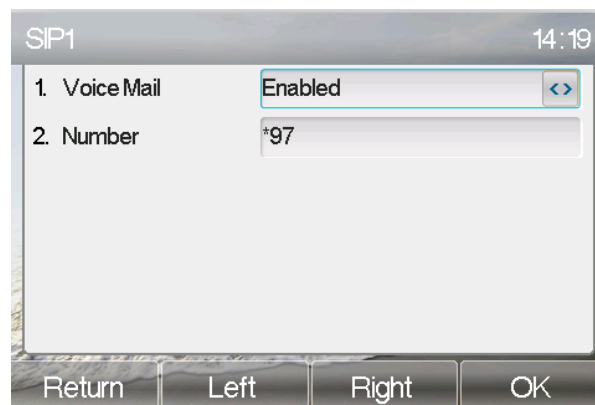 SIP1 14:19
1. Voice Mail Enabled <>
2. Number *97
Return Left Right OK